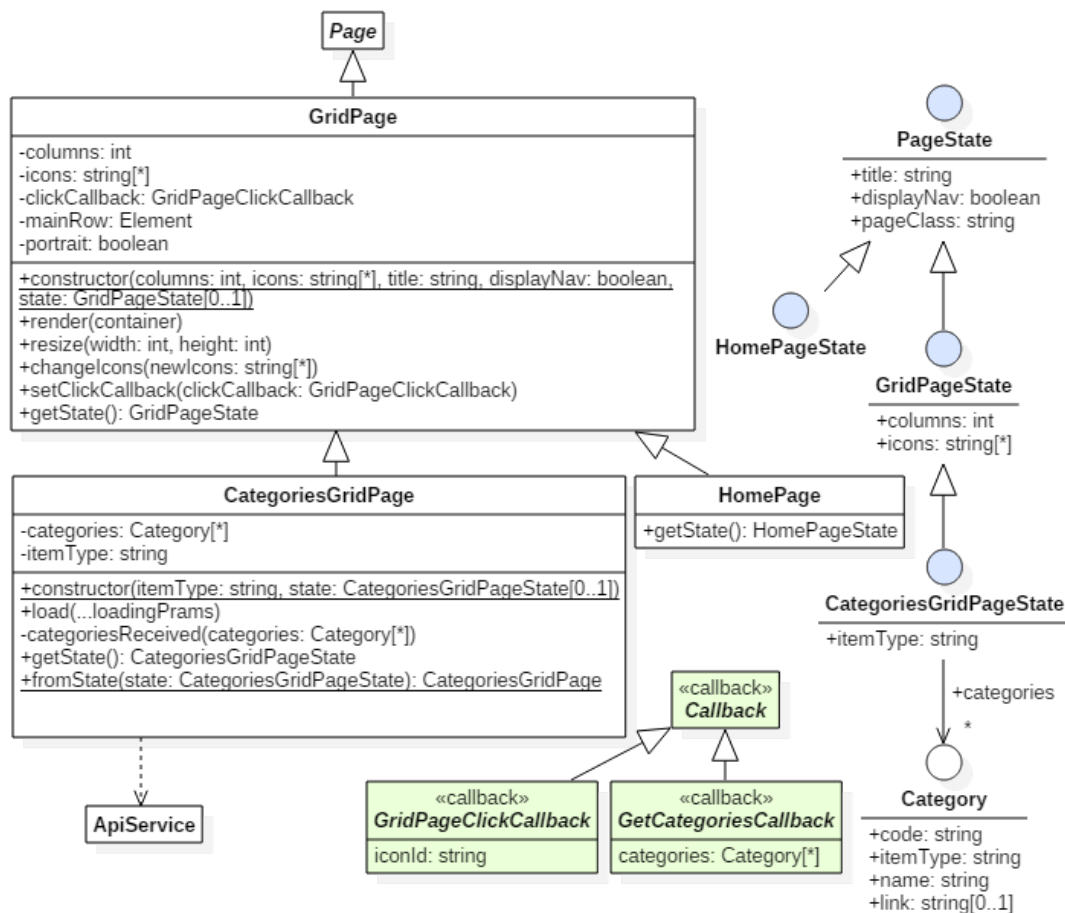 Page
GridPage
-columns: int
-icons: string[*]
-clickCallback: GridPageClickCallback
-mainRow: Element
-portrait: boolean
+constructor(columns: int, icons: string[*], title: string, displayNav: boolean,
state: GridPageState[0..1])
+render(container)
+resize(width: int, height: int)
+changeIcons(newIcons: string[*])
+setClickCallback(clickCallback: GridPageClickCallback)
+getState(): GridPageState
PageState
+title: string
+displayNav: boolean
+pageClass: string
HomePageState
GridPageState
+columns: int
+icons: string[*]
CategoriesGridPage
-categories: Category[*]
-itemType: string
+constructor(itemType: string, state: CategoriesGridPageState[0..1])
+load(...loadingPrams)
-categoriesReceived(categories: Category[*])
+getState(): CategoriesGridPageState
+fromState(state: CategoriesGridPageState): CategoriesGridPage
HomePage
+getState(): HomePageState
CategoriesGridPageState
+itemType: string
+categories
*
«callback»
Callback
ApiService
«callback»
GridPageClickCallback
iconId: string
«callback»
GetCategoriesCallback
categories: Category[*]
Category
+code: string
+itemType: string
+name: string
+link: string[0..1]